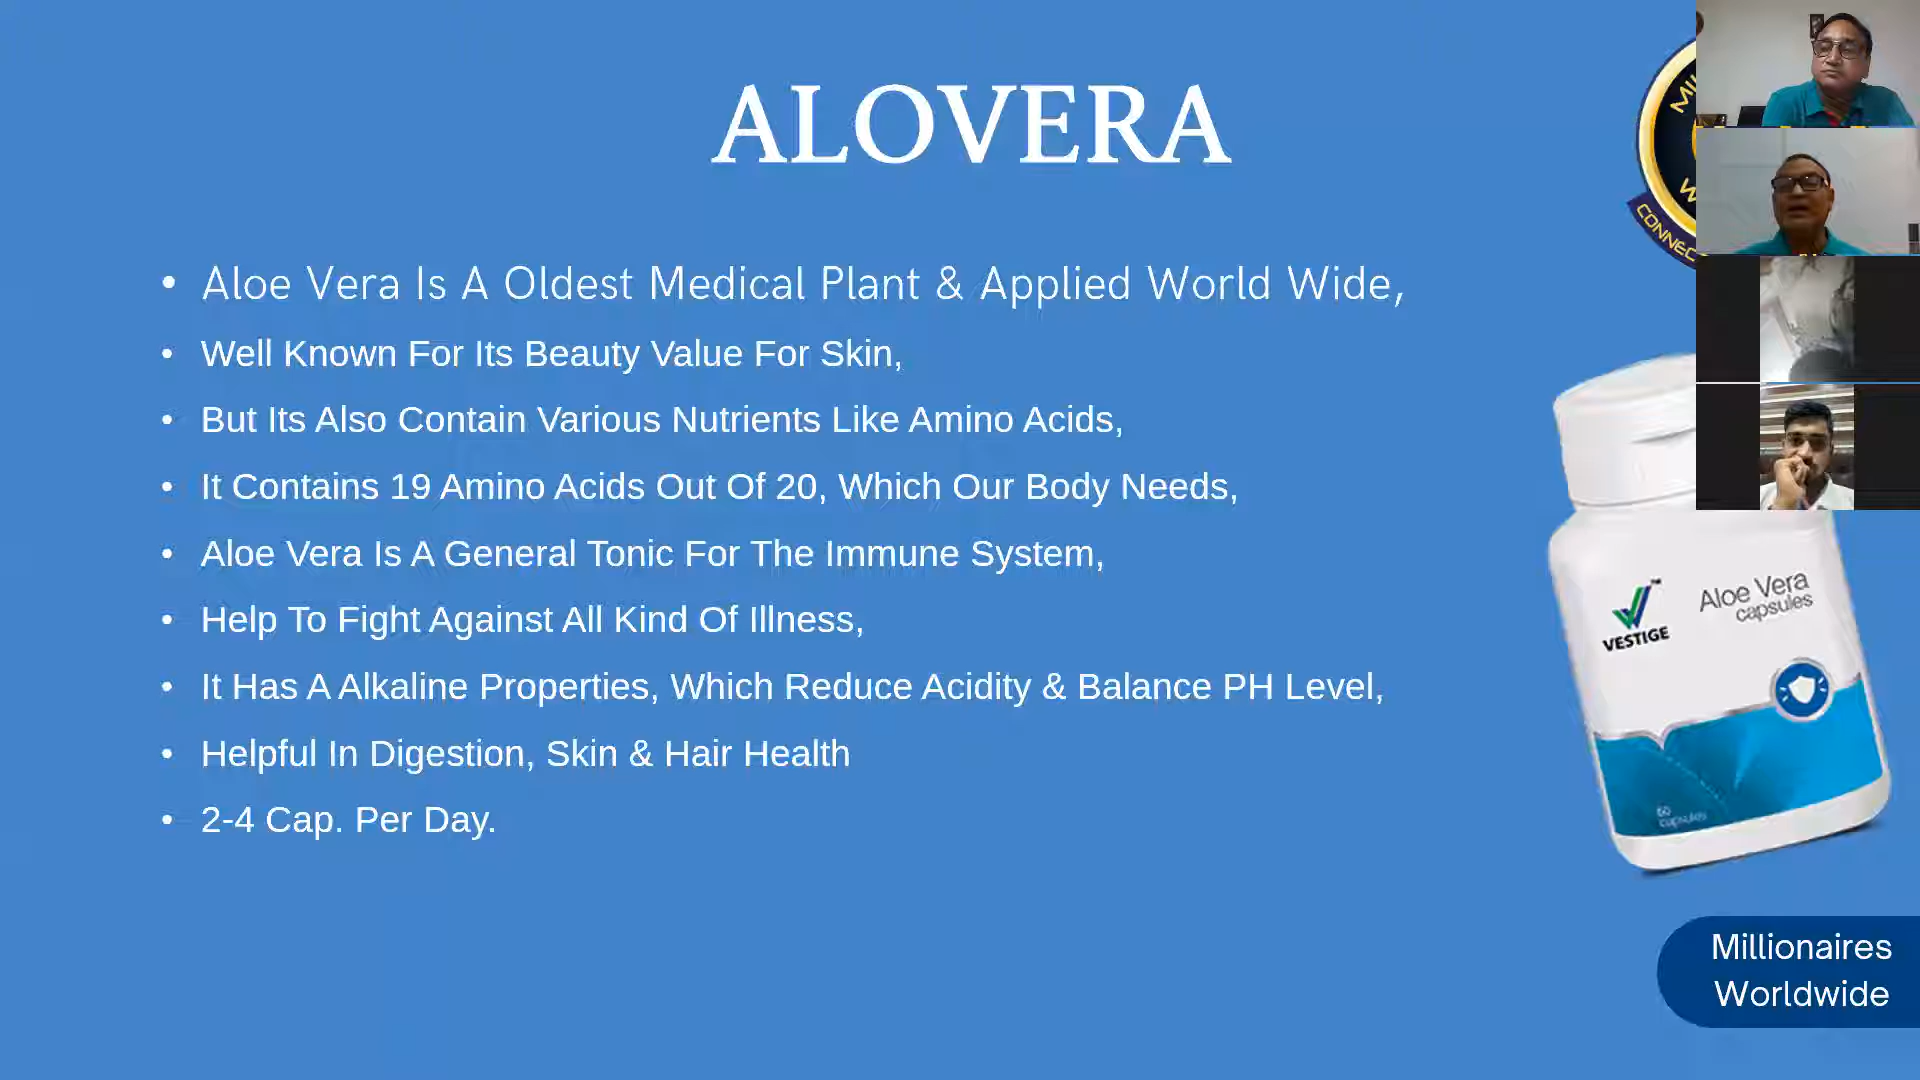 ALOVERA
• Aloe Vera Is A Oldest Medical Plant & Applied World Wide,
• Well Known For Its Beauty Value For Skin,
• But Its Also Contain Various Nutrients Like Amino Acids,
• It Contains 19 Amino Acids Out Of 20, Which Our Body Needs,
• Aloe Vera Is A General Tonic For The Immune System,
• Help To Fight Against All Kind Of Illness,
• It Has A Alkaline Properties, Which Reduce Acidity & Balance PH Level,
• Helpful In Digestion, Skin & Hair Health
• 2-4 Cap. Per Day.
VESTIGE
Aloe Vera
capsules
60
capsules
Millionaires
Worldwide